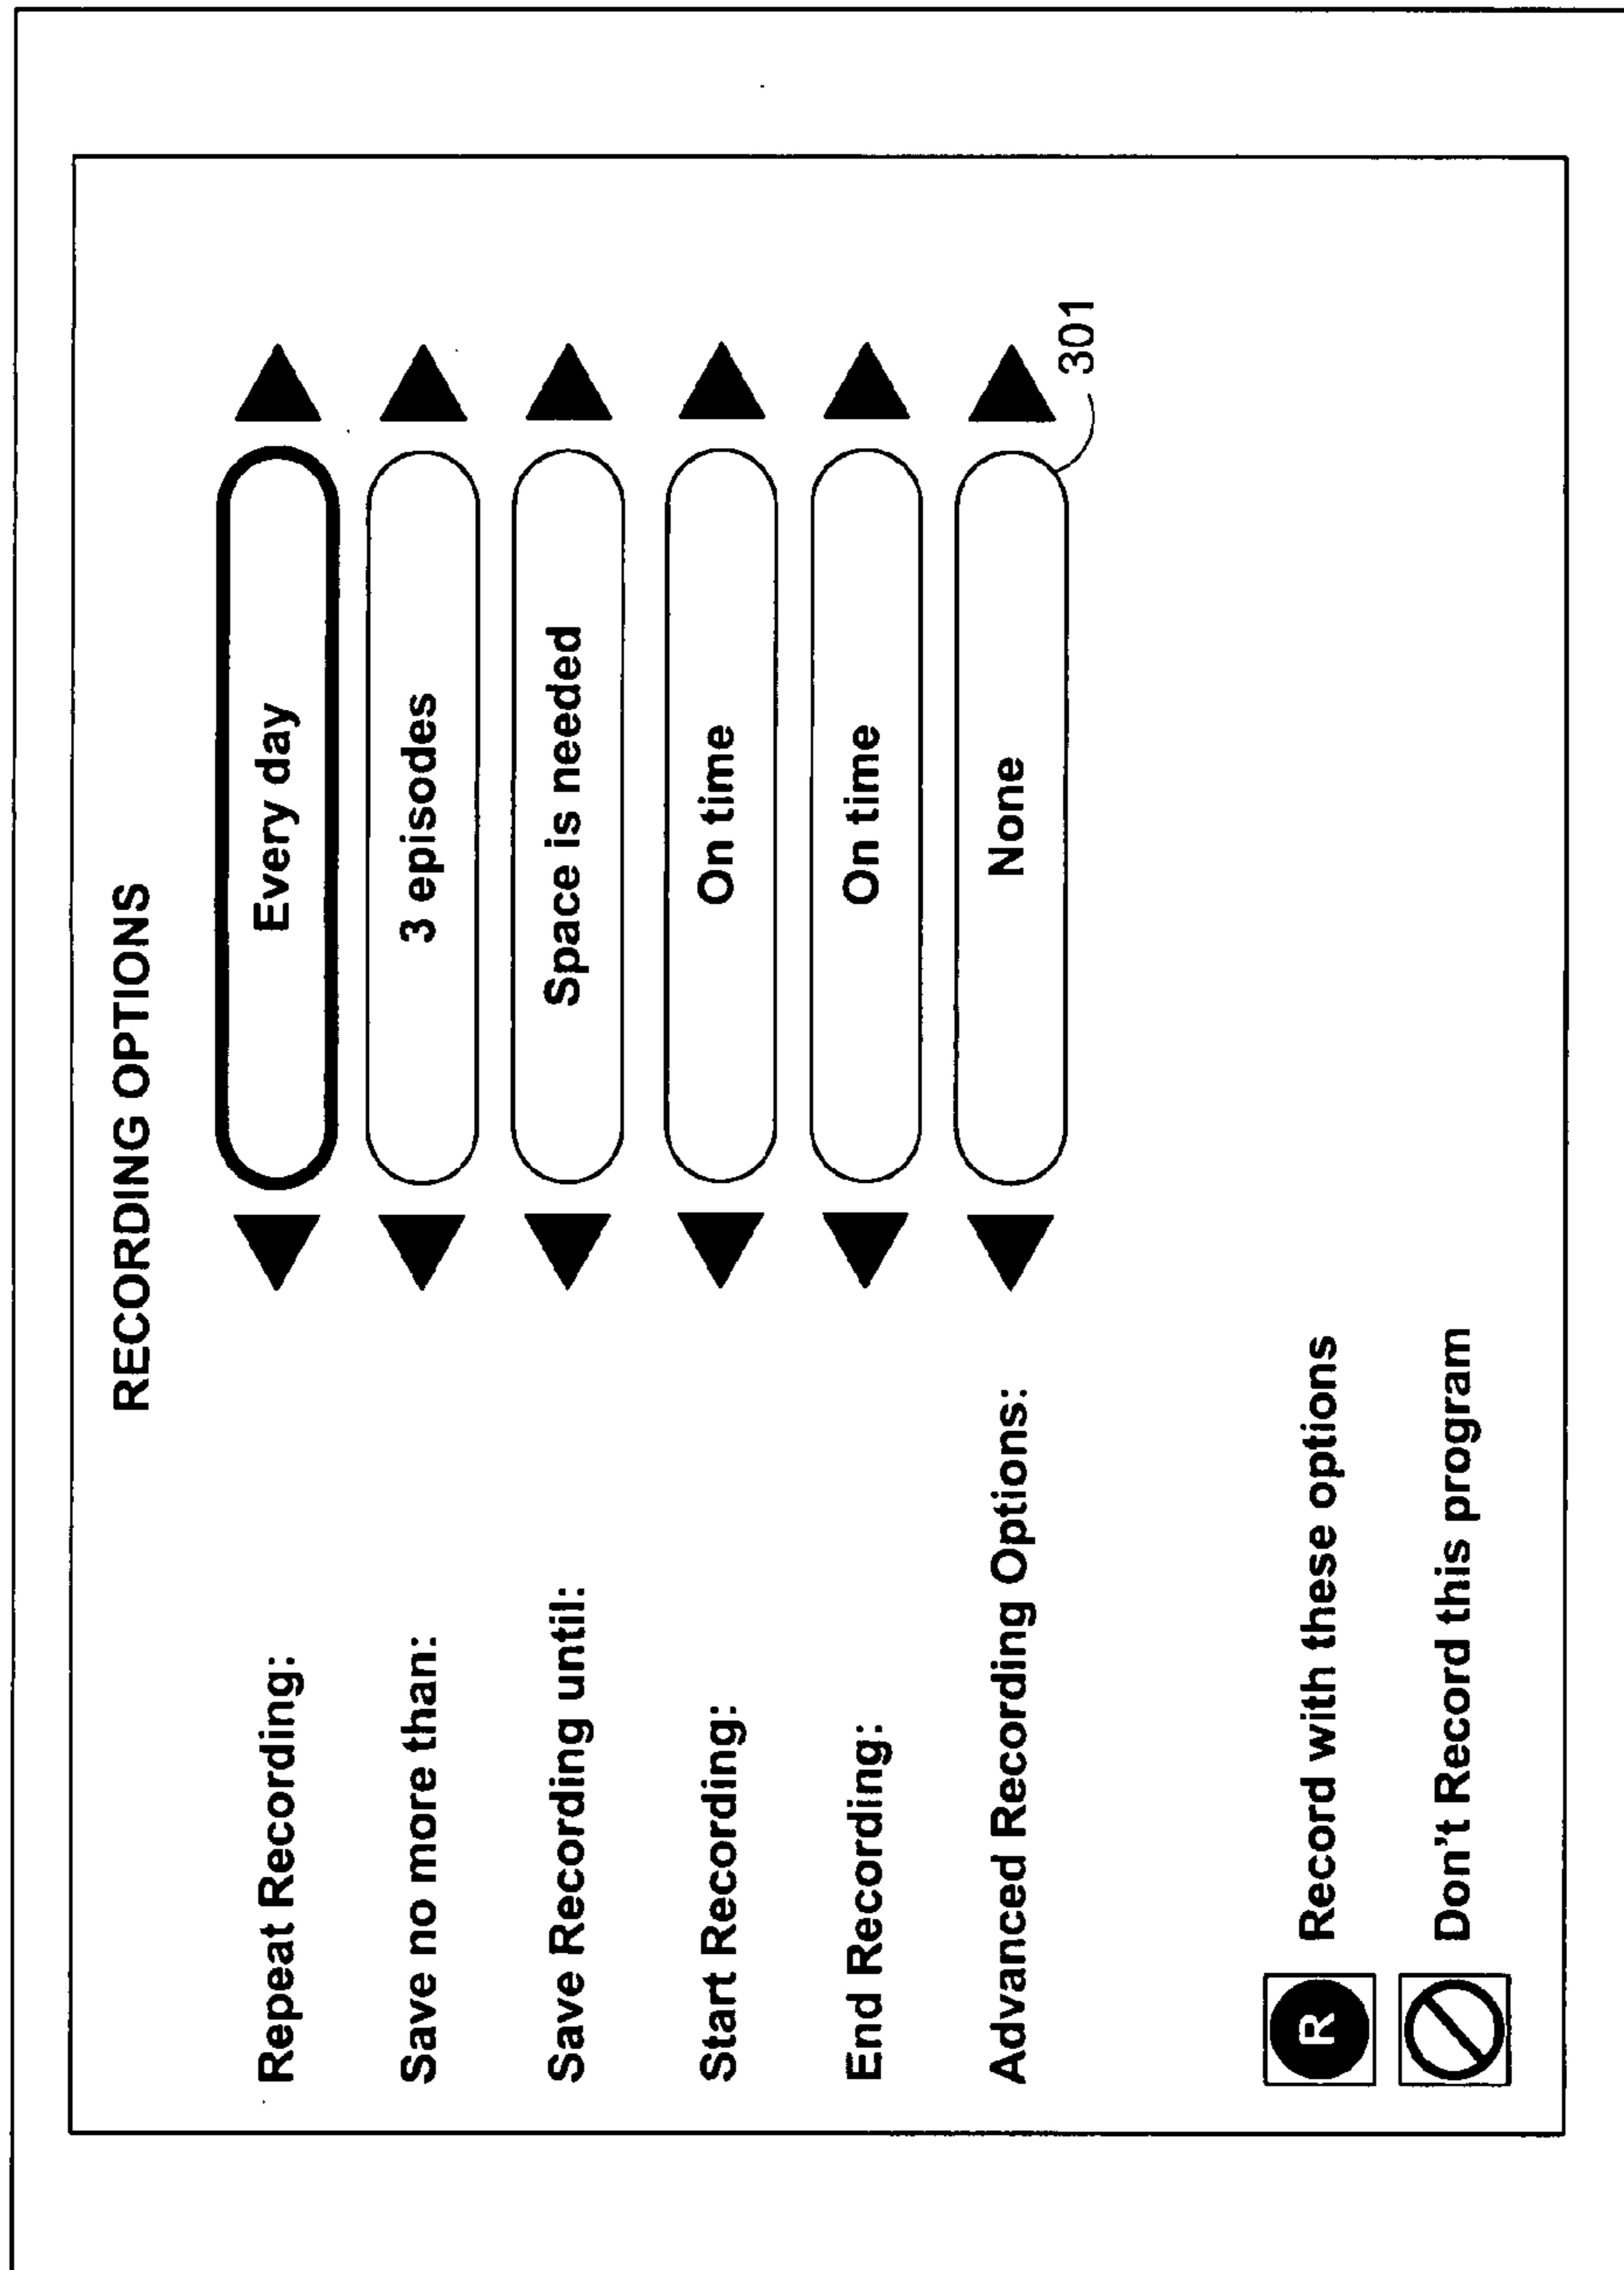 RECORDING OPTIONS
Repeat Recording: Every day
Save no more than: 3 episodes
Save Recording until: Space is needed
Start Recording: On time
End Recording: On time
Advanced Recording Options: None
301
R Record with these options
Don't Record this program